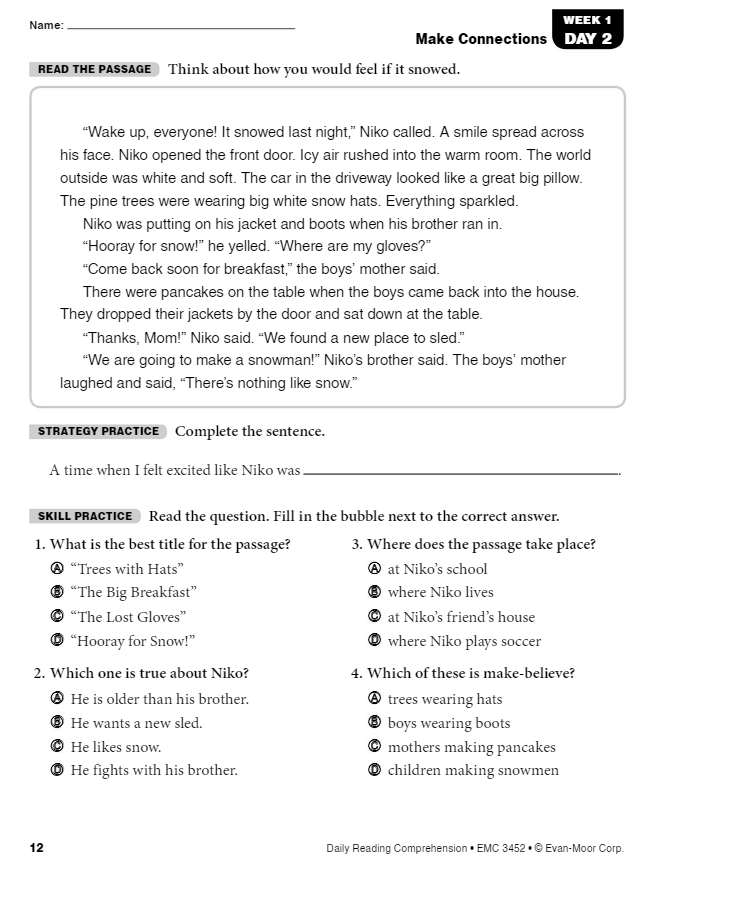 Name:
WEEK 1
Make Connections DAY 2
READ THE PASSAGE Think about how you would feel if it snowed.
“Wake up, everyone! It snowed last night,” Niko called. A smile spread across
his face. Niko opened the front door. Icy air rushed into the warm room. The world
outside was white and soft. The car in the driveway looked like a great big pillow.
The pine trees were wearing big white snow hats. Everything sparkled.
Niko was putting on his jacket and boots when his brother ran in.
“Hooray for snow!” he yelled. “Where are my gloves?”
“Come back soon for breakfast,” the boys’ mother said.
There were pancakes on the table when the boys came back into the house.
They dropped their jackets by the door and sat down at the table.
“Thanks, Mom!” Niko said. “We found a new place to sled.”
“We are going to make a snowman!” Niko’s brother said. The boys’ mother
laughed and said, “There’s nothing like snow.”
STRATEGY PRACTICE Complete the sentence.
A time when I felt excited like Niko was .
SKILL PRACTICE Read the question. Fill in the bubble next to the correct answer.
1. What is the best title for the passage?
Ⓐ “Trees with Hats”
Ⓑ “The Big Breakfast”
Ⓒ “The Lost Gloves”
Ⓓ “Hooray for Snow!”
2. Which one is true about Niko?
Ⓐ He is older than his brother.
Ⓑ He wants a new sled.
Ⓒ He likes snow.
Ⓓ He fights with his brother.
3. Where does the passage take place?
Ⓐ at Niko’s school
Ⓑ where Niko lives
Ⓒ at Niko’s friend’s house
Ⓓ where Niko plays soccer
4. Which of these is make-believe?
Ⓐ trees wearing hats
Ⓑ boys wearing boots
Ⓒ mothers making pancakes
Ⓓ children making snowmen
12 Daily Reading Comprehension • EMC 3452 • © Evan-Moor Corp.